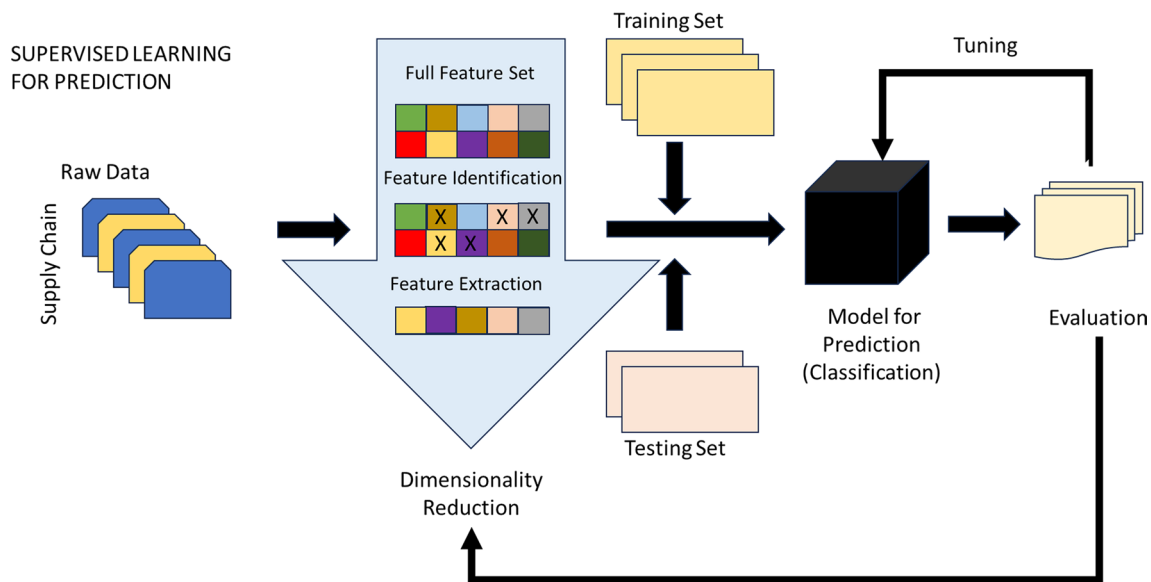 SUPERVISED LEARNING
FOR PREDICTION
Raw Data
Supply Chain
Full Feature Set
Feature Identification
X X X
X X
Feature Extraction
Dimensionality
Reduction
Training Set
Testing Set
Tuning
Model for
Prediction
(Classification)
Evaluation